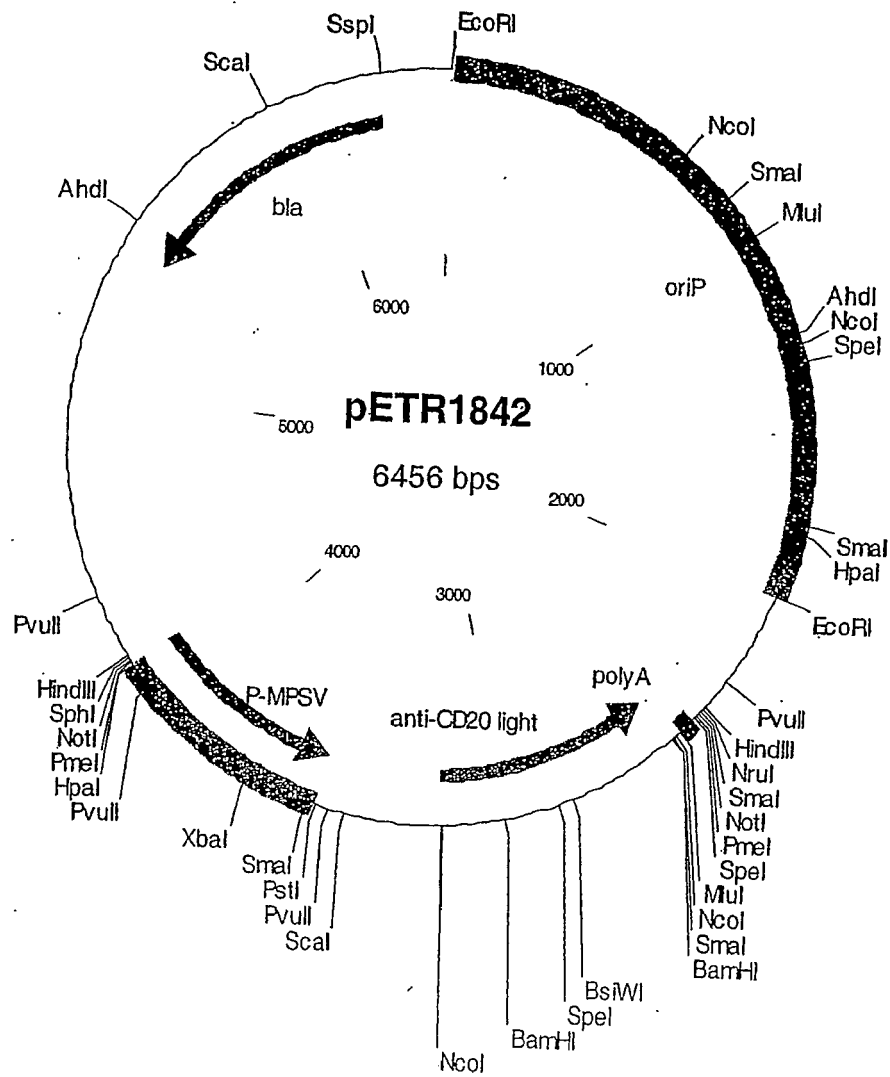 SspI
EcoRI
ScaI
NcoI
SmaI
MluI
AhdI
bla
oriP
AhdI
NcoI
SpeI
6000
1000
pETR1842
5000
6456 bps
2000
4000
SmaI
HpaI
3000
EcoRI
PvuII
polyA
P-MPSV
anti-CD20 light
HindIII
SphI
NotI
PmeI
HpaI
PvuII
PvuII
HindIII
NruI
SmaI
NotI
PmeI
SpeI
MluI
NcoI
SmaI
BamHI
XbaI
SmaI
PstI
PvuII
ScaI
BsiWI
SpeI
BamHI
NcoI